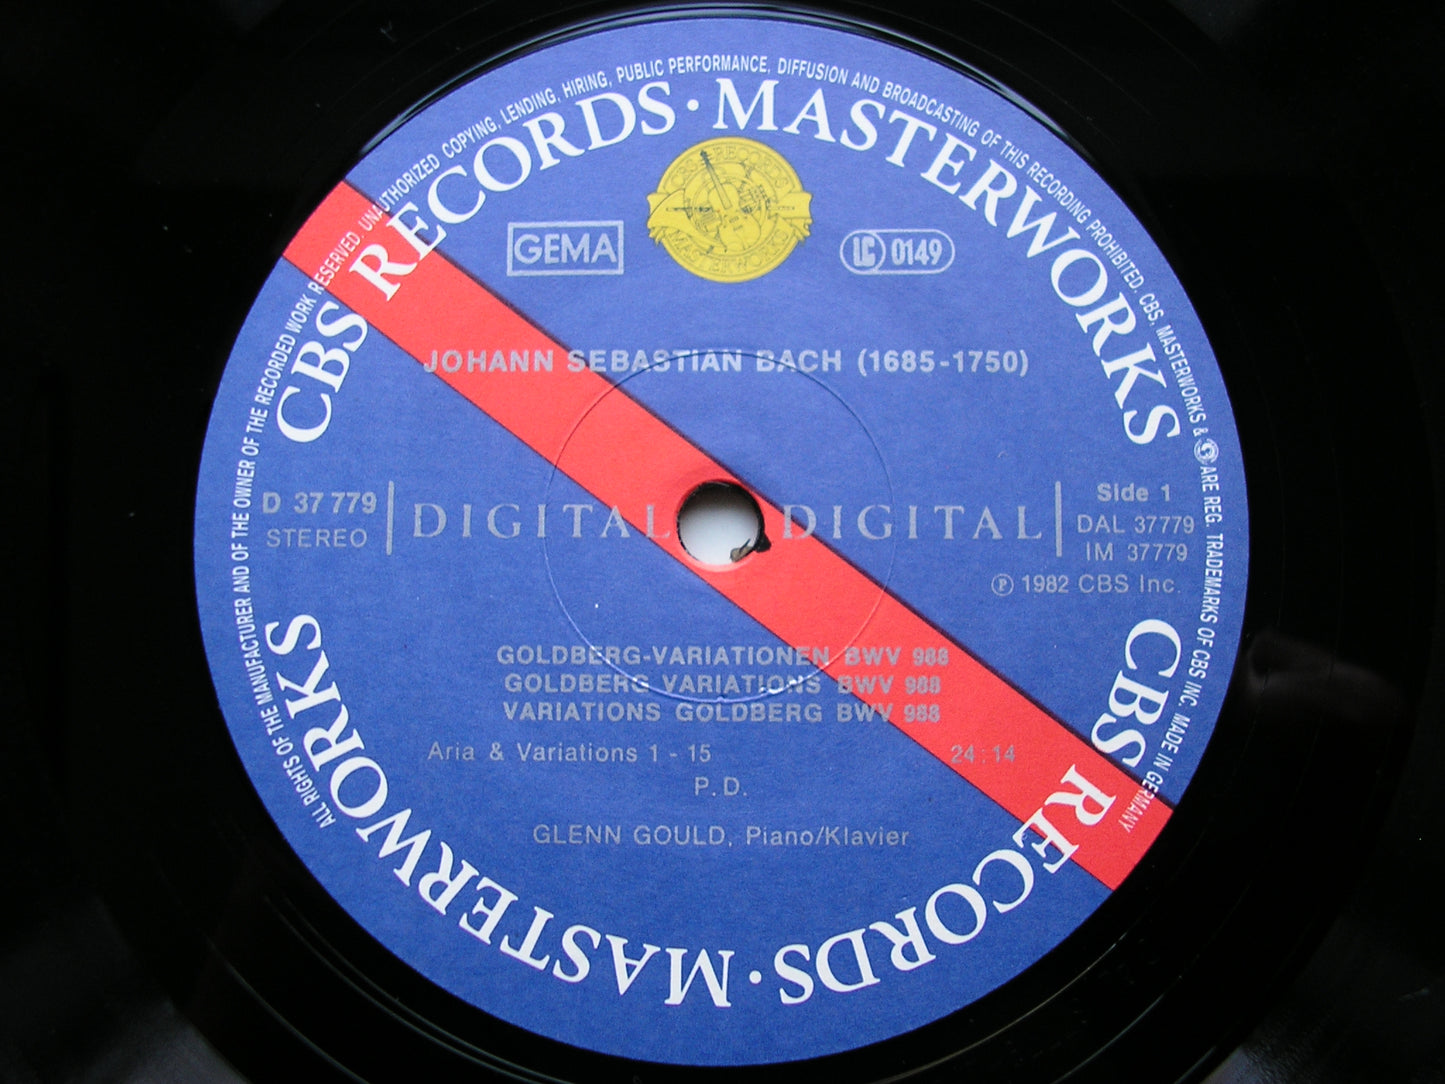 ALL RIGHTS OF THE MANUFACTURER AND OF THE OWNER OF THE RECORDED WORK RESERVED. UNAUTHORIZED COPYING, LENDING, HIRING, PUBLIC PERFORMANCE, DIFFUSION AND BROADCASTING OF THIS RECORDING PROHIBITED. CBS, MASTERWORKS & ARE REG. TRADEMARKS OF CBS INC. MADE IN GERMANY
CBS RECORDS · MASTERWORKS
CBS RECORDS
MASTERWORKS
GEMA
LC 0149
JOHANN SEBASTIAN BACH (1685-1750)
D 37 779
STEREO
DIGITAL DIGITAL
Side 1
DAL 37779
IM 37779
℗ 1982 CBS Inc.
GOLDBERG-VARIATIONEN BWV 988
GOLDBERG VARIATIONS BWV 988
VARIATIONS GOLDBERG BWV 988
Aria & Variations 1 - 15 24:14
P.D.
GLENN GOULD, Piano/Klavier
CBS RECORDS · MASTERWORKS